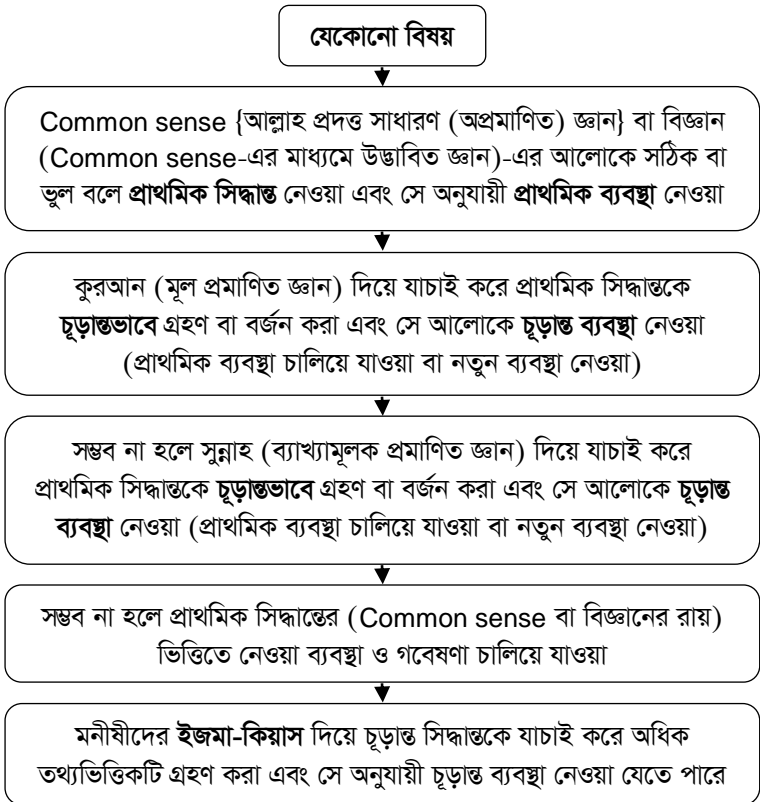 যেকোনো বিষয়
Common sense {আল্লাহ প্রদত্ত সাধারণ (অপ্রমাণিত) জ্ঞান} বা বিজ্ঞান
(Common sense-এর মাধ্যমে উদ্ভাবিত জ্ঞান)-এর আলোকে সঠিক বা
ভুল বলে প্রাথমিক সিদ্ধান্ত নেওয়া এবং সে অনুযায়ী প্রাথমিক ব্যবস্থা নেওয়া
কুরআন (মূল প্রমাণিত জ্ঞান) দিয়ে যাচাই করে প্রাথমিক সিদ্ধান্তকে
চূড়ান্তভাবে গ্রহণ বা বর্জন করা এবং সে আলোকে চূড়ান্ত ব্যবস্থা নেওয়া
(প্রাথমিক ব্যবস্থা চালিয়ে যাওয়া বা নতুন ব্যবস্থা নেওয়া)
সম্ভব না হলে সুন্নাহ (ব্যাখ্যামূলক প্রমাণিত জ্ঞান) দিয়ে যাচাই করে
প্রাথমিক সিদ্ধান্তকে চূড়ান্তভাবে গ্রহণ বা বর্জন করা এবং সে আলোকে চূড়ান্ত
ব্যবস্থা নেওয়া (প্রাথমিক ব্যবস্থা চালিয়ে যাওয়া বা নতুন ব্যবস্থা নেওয়া)
সম্ভব না হলে প্রাথমিক সিদ্ধান্তের (Common sense বা বিজ্ঞানের রায়)
ভিত্তিতে নেওয়া ব্যবস্থা ও গবেষণা চালিয়ে যাওয়া
মনীষীদের ইজমা-কিয়াস দিয়ে চূড়ান্ত সিদ্ধান্তকে যাচাই করে অধিক
তথ্যভিত্তিকটি গ্রহণ করা এবং সে অনুযায়ী চূড়ান্ত ব্যবস্থা নেওয়া যেতে পারে